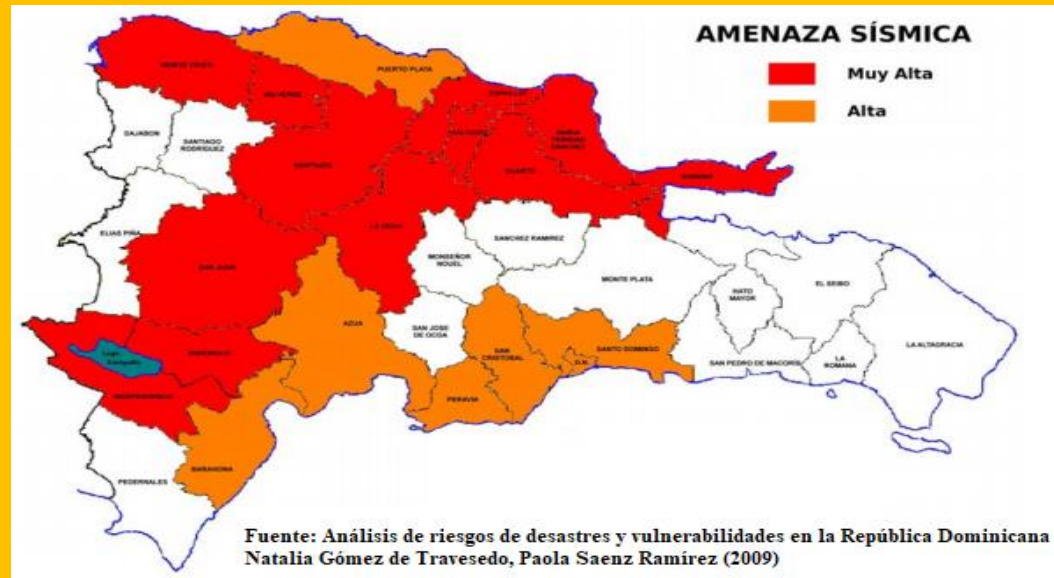 AMENAZA SÍSMICA
Muy Alta
Alta
MONTE CRISTI
PUERTO PLATA
VALVERDE
ESPAILLAT
DAJABON
SANTIAGO
RODRIGUEZ
SANTIAGO
MARIA
TRINIDAD
SANCHEZ
DUARTE
SAMANA
ELIAS PIÑA
LA VEGA
SANCHEZ RAMIREZ
MONSEÑOR
NOUEL
SAN JUAN
MONTE PLATA
HATO
MAYOR
EL SEIBO
AZUA
SAN JOSE
DE OCOA
SAN
CRISTOBAL
SANTO DOMINGO
D.N.
LA ALTAGRACIA
SAN PEDRO DE MACORIS
LA
ROMANA
Lago
Enriquillo
BAHORUCO
INDEPENDENCIA
PERAVIA
BARAHONA
PEDERNALES
Fuente: Análisis de riesgos de desastres y vulnerabilidades en la República Dominicana
Natalia Gómez de Travesedo, Paola Saenz Ramírez (2009)